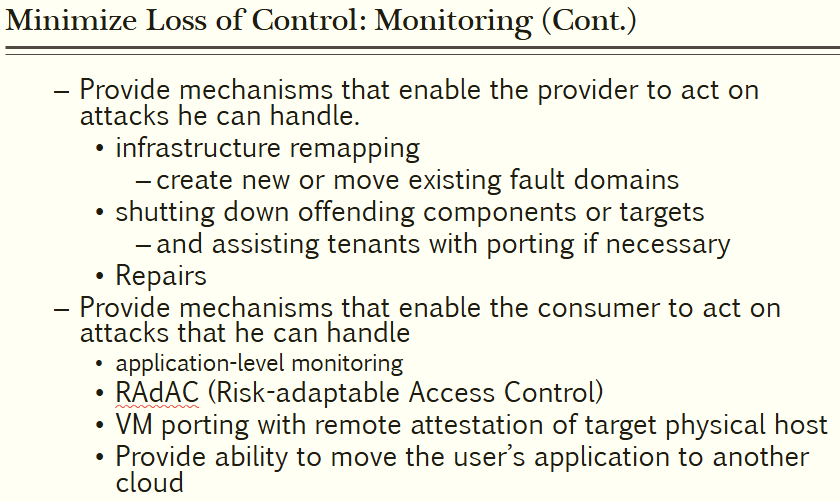 Minimize Loss of Control: Monitoring (Cont.)
– Provide mechanisms that enable the provider to act on
attacks he can handle.
• infrastructure remapping
– create new or move existing fault domains
• shutting down offending components or targets
– and assisting tenants with porting if necessary
• Repairs
– Provide mechanisms that enable the consumer to act on
attacks that he can handle
• application-level monitoring
• RAdAC (Risk-adaptable Access Control)
• VM porting with remote attestation of target physical host
• Provide ability to move the user’s application to another
cloud